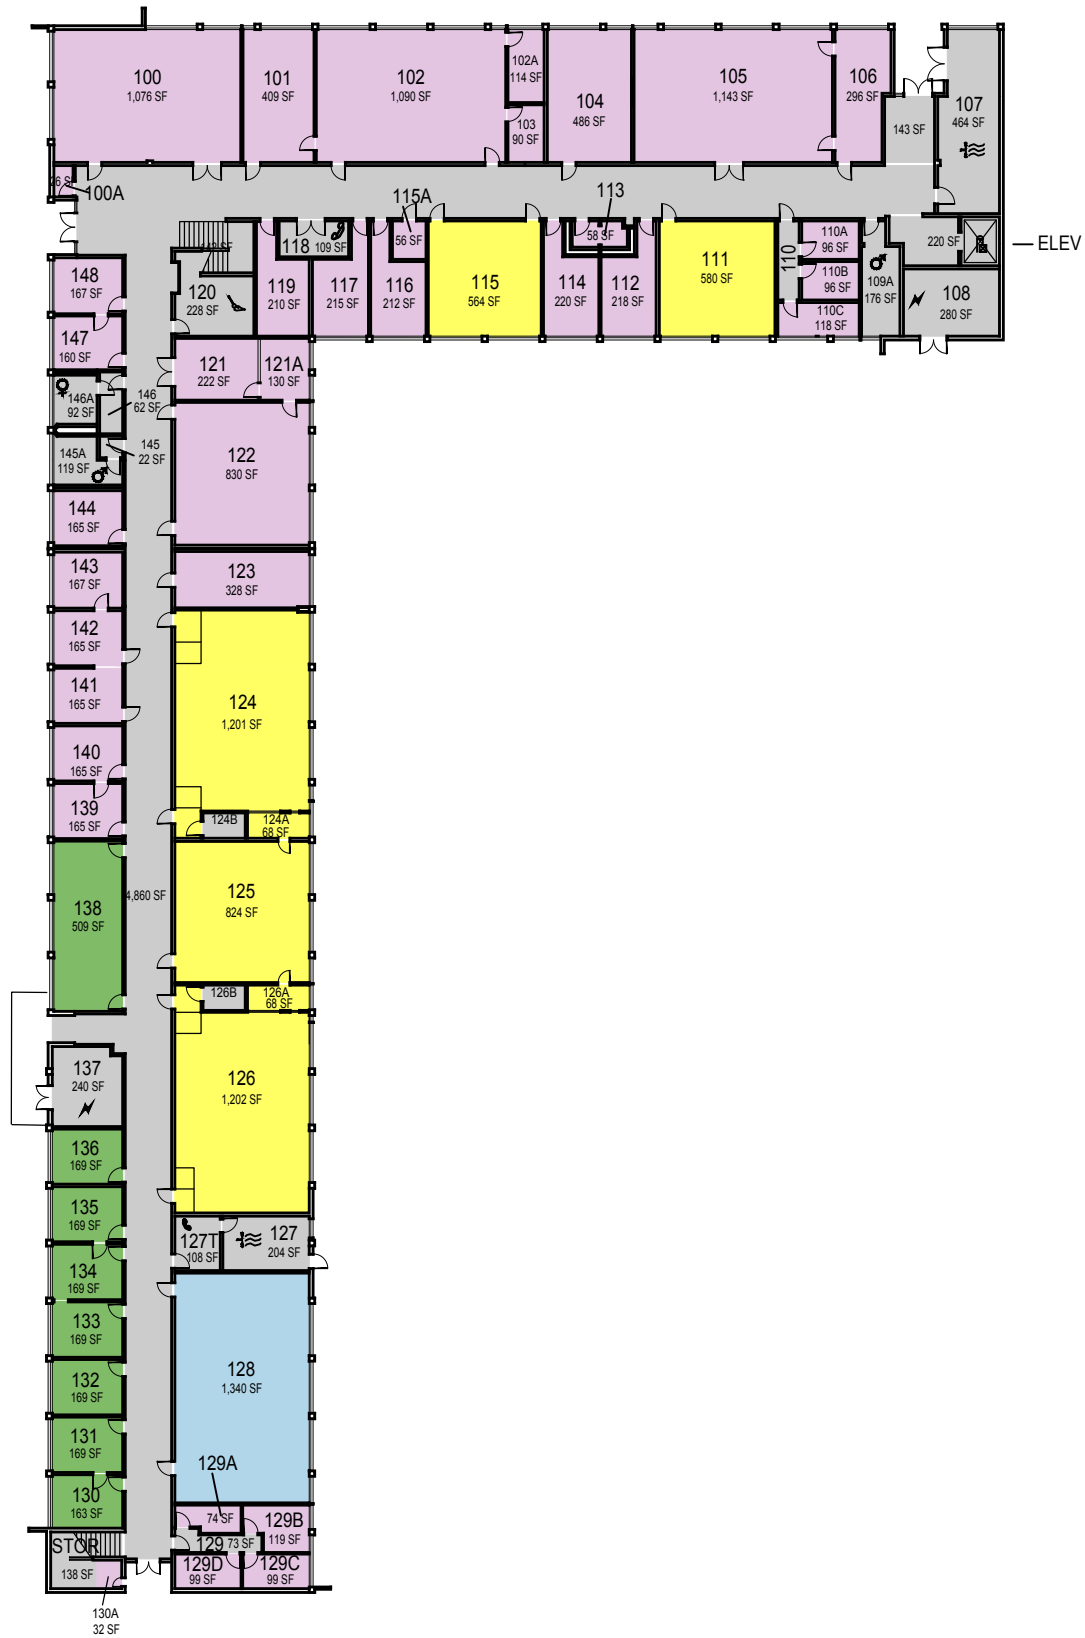 100
1,076 SF
101
409 SF
102
1,090 SF
102A
114 SF
103
90 SF
104
486 SF
105
1,143 SF
106
296 SF
107
464 SF
143 SF
100A
115A
56 SF
113
58 SF
118
109 SF
119
210 SF
117
215 SF
116
212 SF
115
564 SF
114
220 SF
112
218 SF
111
580 SF
110
110A
96 SF
110B
96 SF
110C
118 SF
109A
176 SF
220 SF
ELEV
108
280 SF
120
228 SF
148
167 SF
147
160 SF
121
222 SF
121A
130 SF
146A
92 SF
146
62 SF
145A
119 SF
145
22 SF
122
830 SF
144
165 SF
143
167 SF
123
328 SF
142
165 SF
141
165 SF
124
1,201 SF
140
165 SF
139
165 SF
124B
124A
68 SF
138
509 SF
4,860 SF
125
824 SF
126B
126A
68 SF
137
240 SF
126
1,202 SF
136
169 SF
135
169 SF
127T
108 SF
127
204 SF
134
169 SF
133
169 SF
132
169 SF
128
1,340 SF
131
169 SF
129A
74 SF
130
163 SF
129B
119 SF
129
73 SF
STOR
138 SF
129D
99 SF
129C
99 SF
130A
32 SF